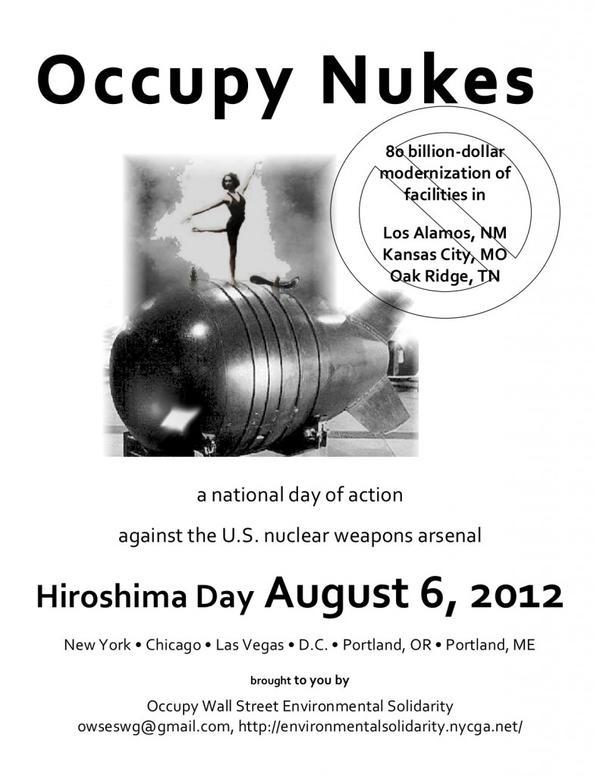 Occupy Nukes
80 billion-dollar
modernization of
facilities in
Los Alamos, NM
Kansas City, MO
Oak Ridge, TN
a national day of action
against the U.S. nuclear weapons arsenal
Hiroshima Day August 6, 2012
New York • Chicago • Las Vegas • D.C. • Portland, OR • Portland, ME
brought to you by
Occupy Wall Street Environmental Solidarity
owseswg@gmail.com, http://environmentalsolidarity.nycga.net/